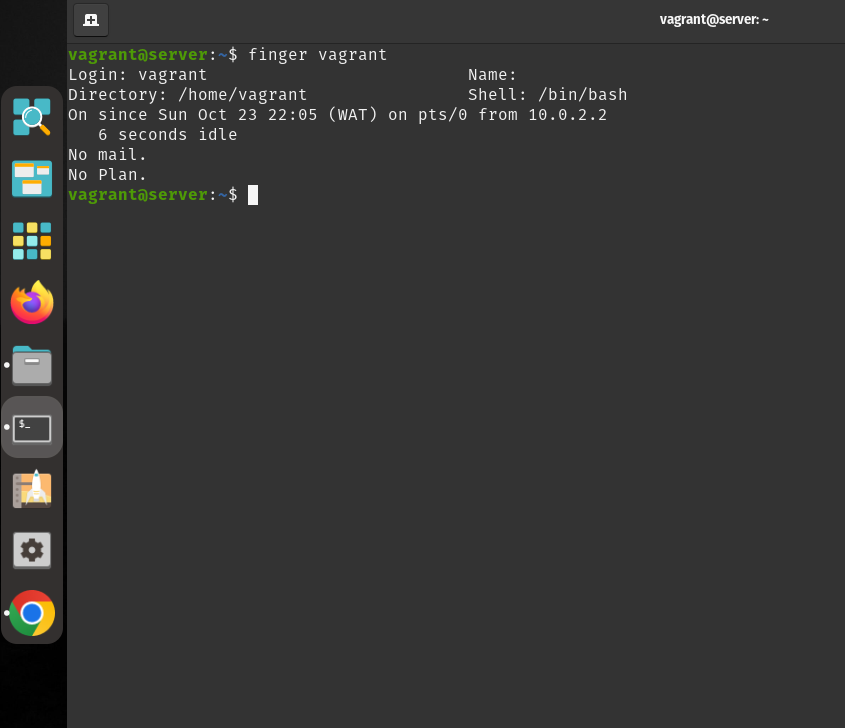 vagrant@server: ~
vagrant@server:~$ finger vagrant
Login: vagrant                          Name:
Directory: /home/vagrant                Shell: /bin/bash
On since Sun Oct 23 22:05 (WAT) on pts/0 from 10.0.2.2
   6 seconds idle
No mail.
No Plan.
vagrant@server:~$
$_